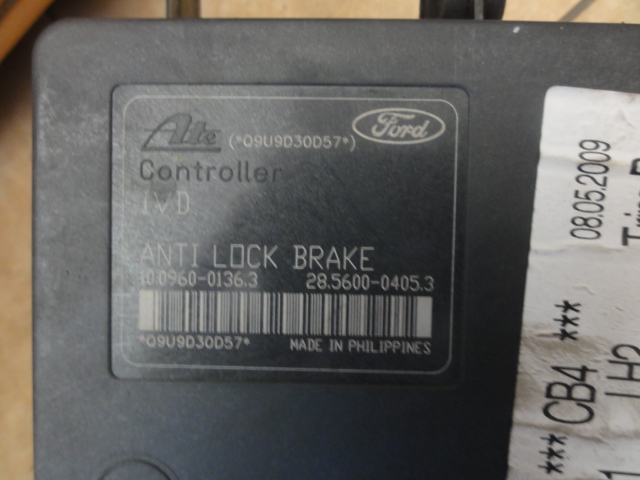 Ate (*Q9U9D30D57*) Ford
Controller
IVD
ANTI LOCK BRAKE
10.0960-0136.3 28.5600-0405.3
*Q9U9D30D57* MADE IN PHILIPPINES
08.05.2009
*** CB4 ***